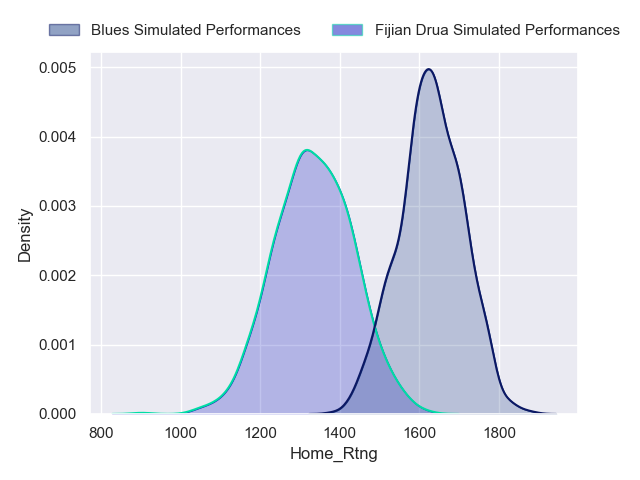 Blues Simulated Performances Fijian Drua Simulated Performances
0.005
0.004
0.003
0.002
0.001
0.000
Density
800 1000 1200 1400 1600 1800
Home_Rtng